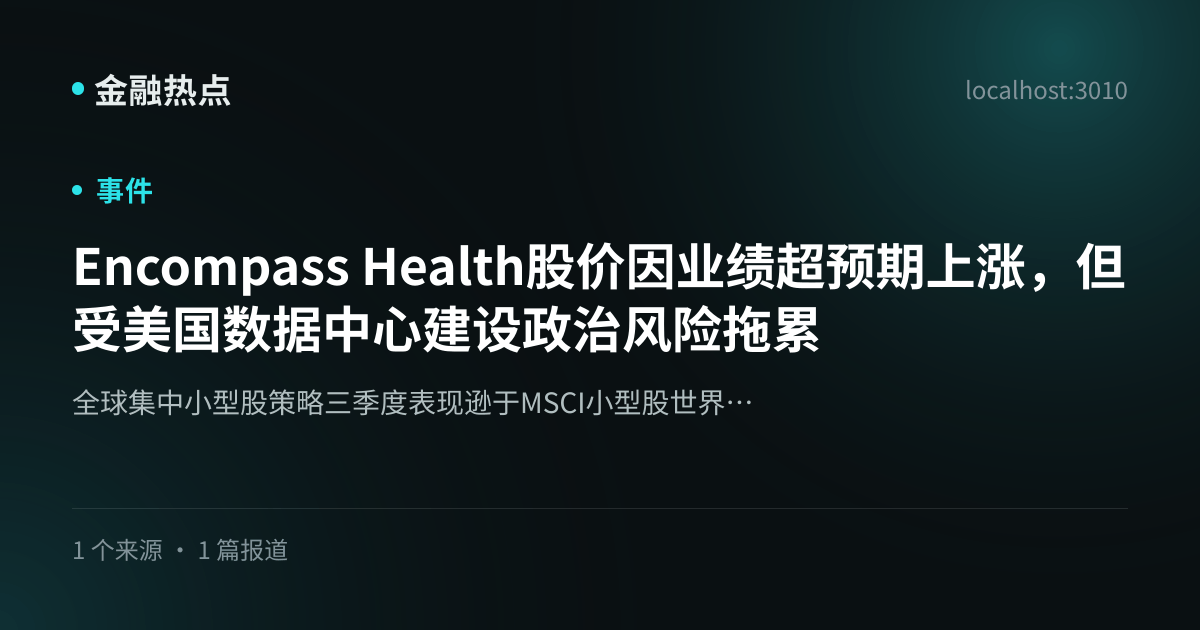 金融热点
localhost:3010
事件
Encompass Health股价因业绩超预期上涨，但
受美国数据中心建设政治风险拖累
全球集中小型股策略三季度表现逊于MSCI小型股世界…
1 个来源 · 1 篇报道